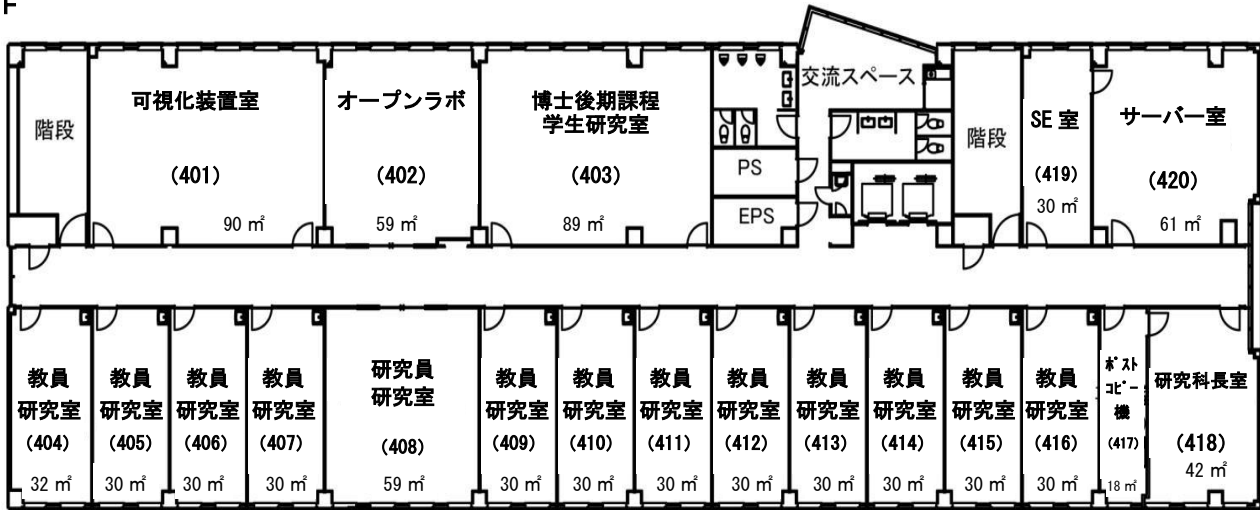 F
階段
可視化装置室
(401)
90 ㎡
オープンラボ
(402)
59 ㎡
博士後期課程
学生研究室
(403)
89 ㎡
PS
EPS
交流スペース
階段
SE 室
(419)
30 ㎡
サーバー室
(420)
61 ㎡
教員
研究室
(404)
32 ㎡
教員
研究室
(405)
30 ㎡
教員
研究室
(406)
30 ㎡
教員
研究室
(407)
30 ㎡
研究員
研究室
(408)
59 ㎡
教員
研究室
(409)
30 ㎡
教員
研究室
(410)
30 ㎡
教員
研究室
(411)
30 ㎡
教員
研究室
(412)
30 ㎡
教員
研究室
(413)
30 ㎡
教員
研究室
(414)
30 ㎡
教員
研究室
(415)
30 ㎡
教員
研究室
(416)
30 ㎡
ポスト
コピー
機
(417)
18 ㎡
研究科長室
(418)
42 ㎡